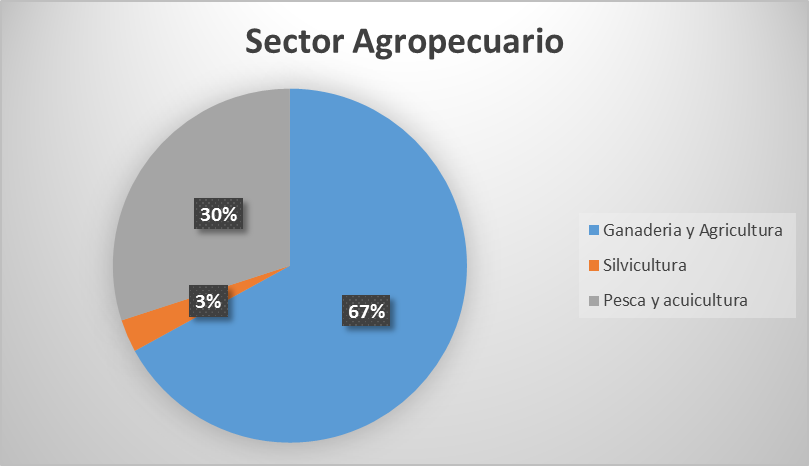 Sector Agropecuario
30%
3%
67%
Ganaderia y Agricultura
Silvicultura
Pesca y acuicultura